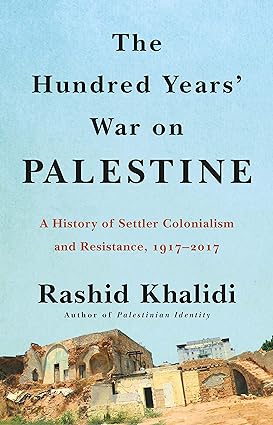 The
Hundred Years'
War on
PALESTINE
A History of Settler Colonialism
and Resistance, 1917–2017
Rashid Khalidi
Author of Palestinian Identity